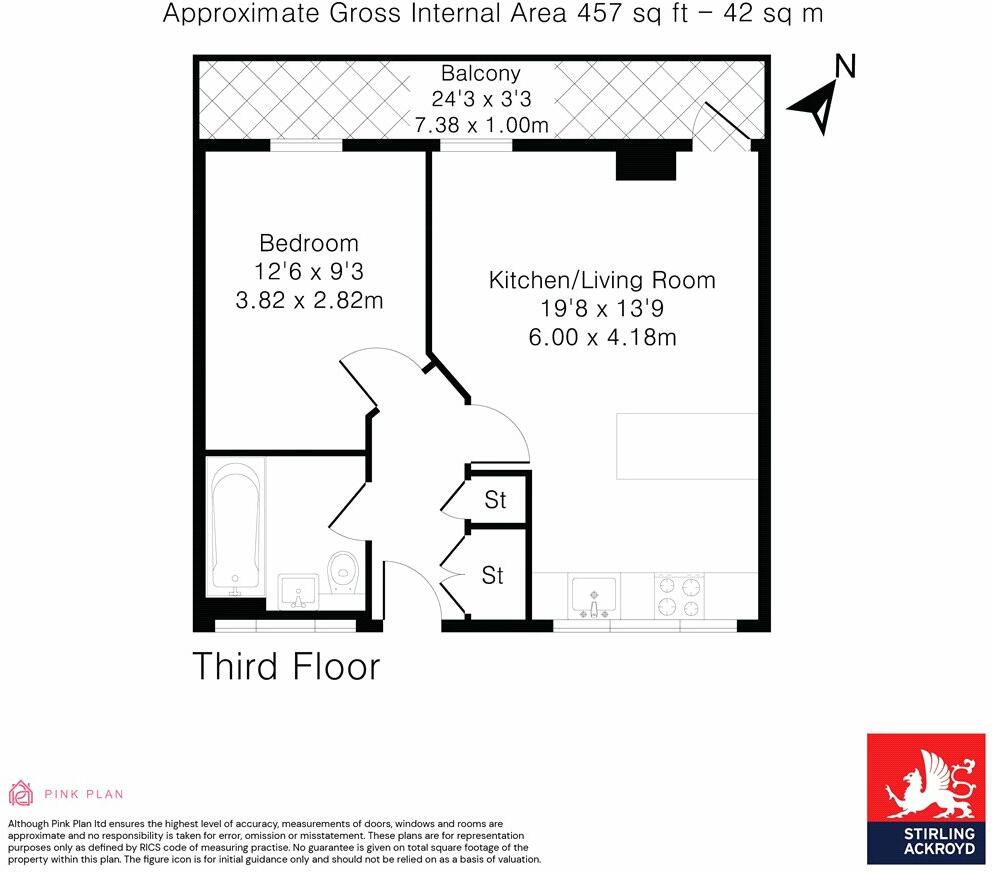 Approximate Gross Internal Area 457 sq ft – 42 sq m
N
Balcony
24'3 x 3'3
7.38 x 1.00m
Bedroom
12'6 x 9'3
3.82 x 2.82m
Kitchen/Living Room
19'8 x 13'9
6.00 x 4.18m
St
St
Third Floor
PINK PLAN
Although Pink Plan ltd ensures the highest level of accuracy, measurements of doors, windows and rooms are
approximate and no responsibility is taken for error, omission or misstatement. These plans are for representation
purposes only as defined by RICS code of measuring practise. No guarantee is given on total square footage of the
property within this plan. The figure icon is for initial guidance only and should not be relied on as a basis of valuation.
STIRLING
ACKROYD